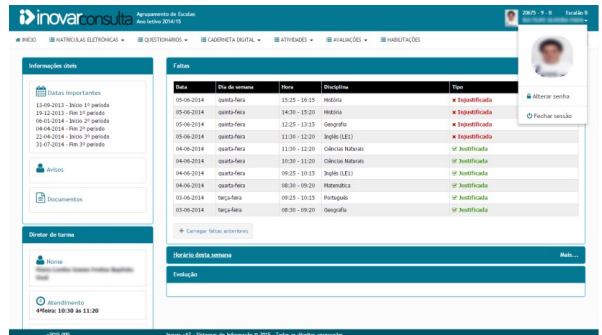 inovarconsulta
Agrupamento de Escolas
Ano letivo 2014/15
20675 - 9 - B Escalão B
INÍCIO
MATRÍCULAS ELETRÓNICAS
QUESTIONÁRIOS
CADERNETA DIGITAL
ATIVIDADES
AVALIAÇÕES
HABILITAÇÕES
Alterar senha
Fechar sessão
Informações úteis
Datas importantes
13-09-2013 - Início 1º período
19-12-2013 - Fim 1º período
06-01-2014 - Início 2º período
04-04-2014 - Fim 2º período
22-04-2014 - Início 3º período
31-07-2014 - Fim 3º período
Avisos
Documentos
Diretor de turma
Nome
Atendimento
4ªfeira: 10:30 às 11:20
Faltas
Data Dia da semana Hora Disciplina Tipo
05-06-2014 quinta-feira 15:25 - 16:15 História Injustificada
05-06-2014 quinta-feira 14:30 - 15:20 História Injustificada
05-06-2014 quinta-feira 12:25 - 13:15 Geografia Injustificada
05-06-2014 quinta-feira 11:30 - 12:20 Inglês (LE1) Injustificada
04-06-2014 quarta-feira 11:30 - 12:20 Ciências Naturais Justificada
04-06-2014 quarta-feira 10:30 - 11:20 Ciências Naturais Justificada
04-06-2014 quarta-feira 09:25 - 10:15 Inglês (LE1) Justificada
04-06-2014 quarta-feira 08:30 - 09:20 Matemática Justificada
03-06-2014 terça-feira 09:25 - 10:15 Português Justificada
03-06-2014 terça-feira 08:30 - 09:20 Geografia Justificada
+ Carregar faltas anteriores
Horário desta semana Mais...
Evolução